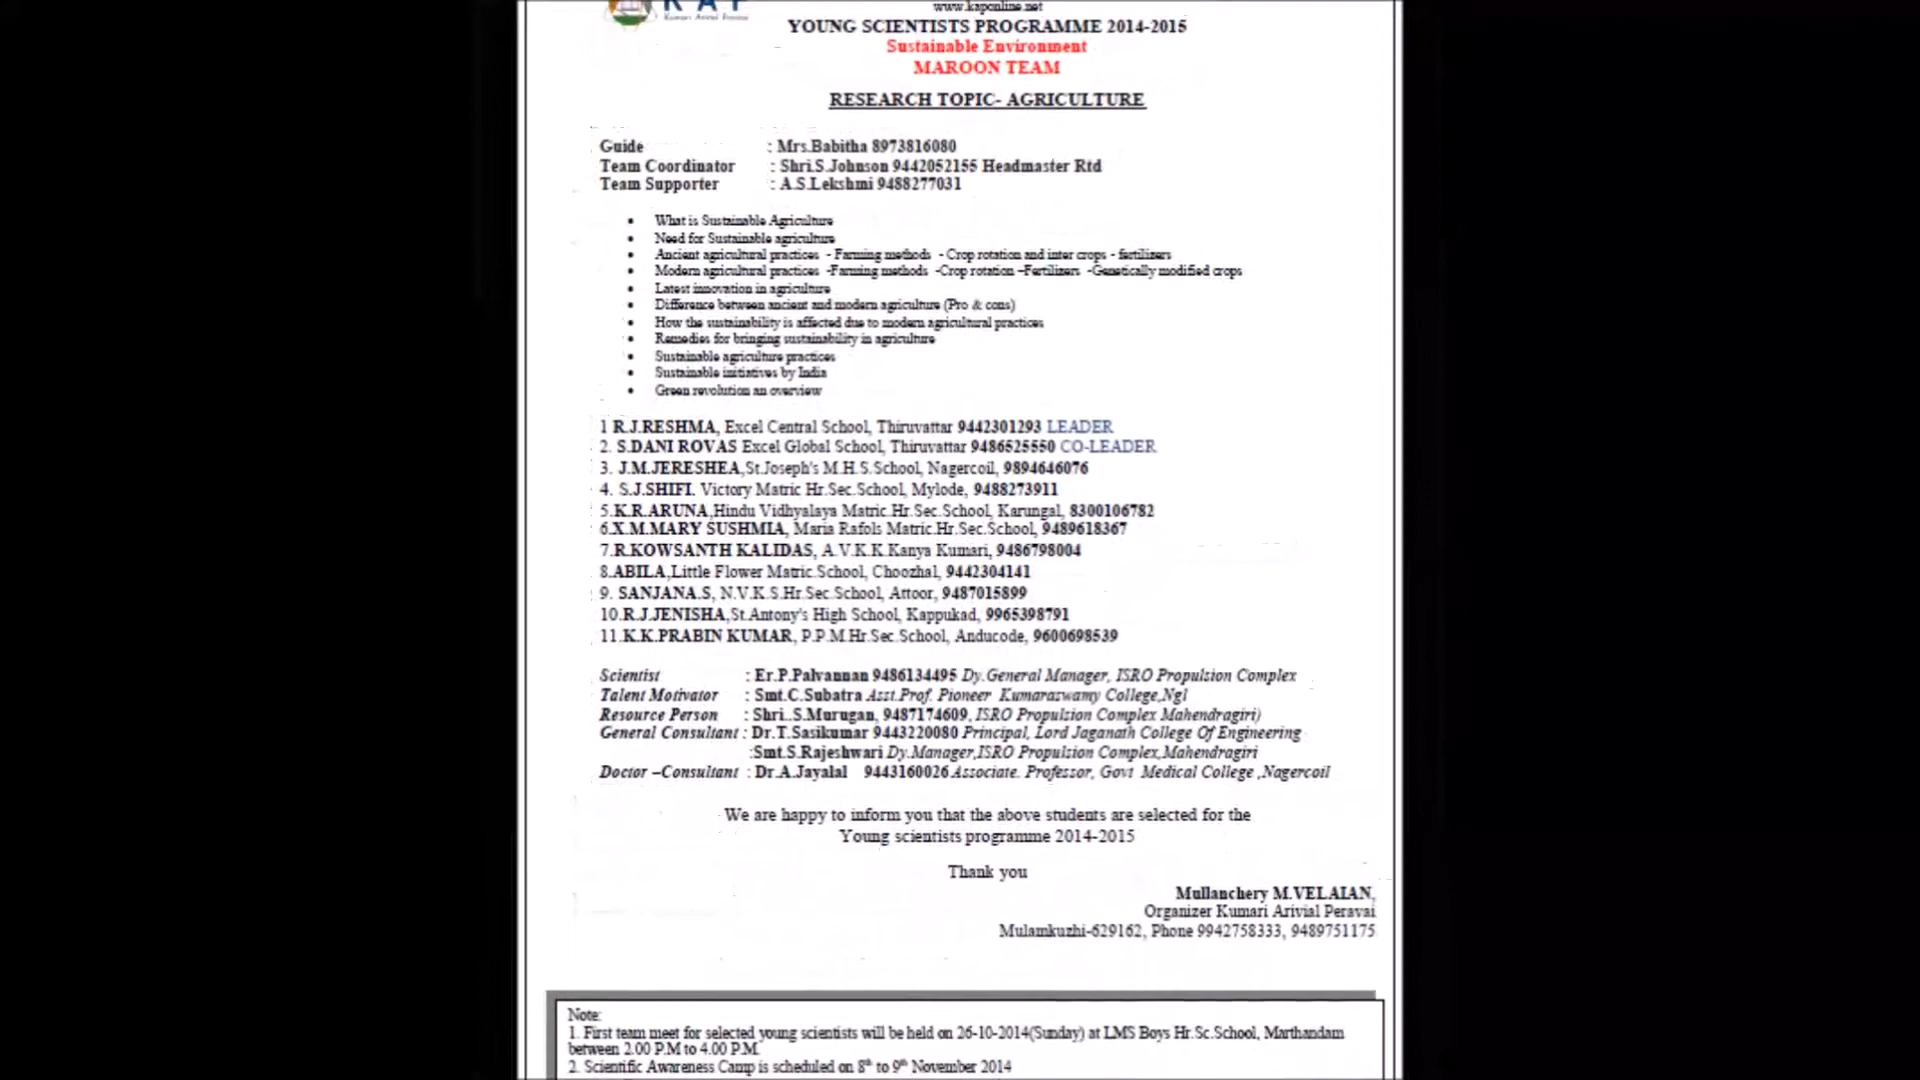 KAP
Kumari Arivial Peravai
www.kaponline.net
YOUNG SCIENTISTS PROGRAMME 2014-2015
Sustainable Environment
MAROON TEAM
RESEARCH TOPIC- AGRICULTURE
Guide : Mrs.Babitha 8973816080
Team Coordinator : Shri.S.Johnson 9442052155 Headmaster Rtd
Team Supporter : A.S.Lekshmi 9488277031
• What is Sustainable Agriculture
• Need for Sustainable agriculture
• Ancient agricultural practices - Farming methods - Crop rotation and inter crops - fertilizers
• Modern agricultural practices -Farming methods -Crop rotation –Fertilizers -Genetically modified crops
• Latest innovation in agriculture
• Difference between ancient and modern agriculture (Pro & cons)
• How the sustainability is affected due to modern agricultural practices
• Remedies for bringing sustainability in agriculture
• Sustainable agriculture practices
• Sustainable initiatives by India
• Green revolution an overview
1 R.J.RESHMA, Excel Central School, Thiruvattar 9442301293 LEADER
2. S.DANI ROVAS Excel Global School, Thiruvattar 9486525550 CO-LEADER
3. J.M.JERESHEA,St.Joseph's M.H.S.School, Nagercoil, 9894646076
4. S.J.SHIFI. Victory Matric Hr.Sec.School, Mylode, 9488273911
5.K.R.ARUNA,Hindu Vidhyalaya Matric.Hr.Sec.School, Karungal, 8300106782
6.X.M.MARY SUSHMIA, Maria Rafols Matric.Hr.Sec.School, 9489618367
7.R.KOWSANTH KALIDAS, A.V.K.K.Kanya Kumari, 9486798004
8.ABILA,Little Flower Matric.School, Choozhal, 9442304141
9. SANJANA.S, N.V.K.S.Hr.Sec.School, Attoor, 9487015899
10.R.J.JENISHA,St.Antony's High School, Kappukad, 9965398791
11.K.K.PRABIN KUMAR, P.P.M.Hr.Sec.School, Anducode, 9600698539
Scientist : Er.P.Palvannan 9486134495 Dy.General Manager, ISRO Propulsion Complex
Talent Motivator : Smt.C.Subatra Asst.Prof. Pioneer Kumaraswamy College,Ngl
Resource Person : Shri..S.Murugan, 9487174609, ISRO Propulsion Complex Mahendragiri)
General Consultant : Dr.T.Sasikumar 9443220080 Principal, Lord Jaganath College Of Engineering
:Smt.S.Rajeshwari Dy.Manager,ISRO Propulsion Complex,Mahendragiri
Doctor –Consultant : Dr.A.Jayalal 9443160026 Associate. Professor, Govt Medical College ,Nagercoil
We are happy to inform you that the above students are selected for the
Young scientists programme 2014-2015
Thank you
Mullanchery M.VELAIAN,
Organizer Kumari Arivial Peravai
Mulamkuzhi-629162, Phone 9942758333, 9489751175
Note:
1. First team meet for selected young scientists will be held on 26-10-2014(Sunday) at LMS Boys Hr.Sc.School, Marthandam
between 2.00 P.M to 4.00 P.M.
2. Scientific Awareness Camp is scheduled on 8th to 9th November 2014